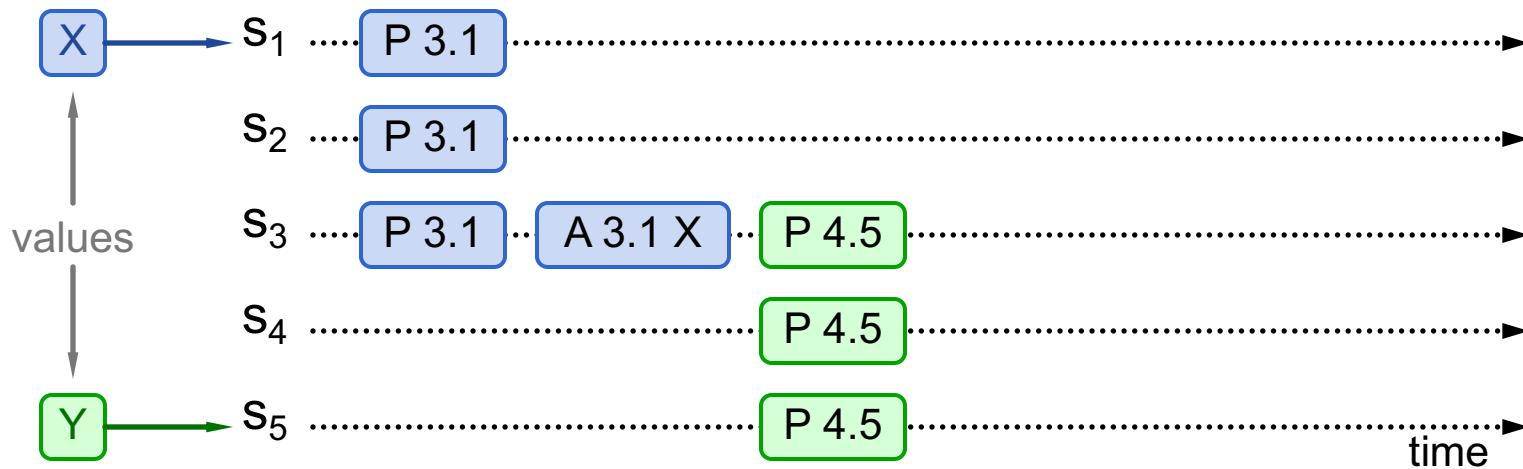 X s1 P 3.1
s2 P 3.1
values s3 P 3.1 A 3.1 X P 4.5
s4 P 4.5
Y s5 P 4.5
time